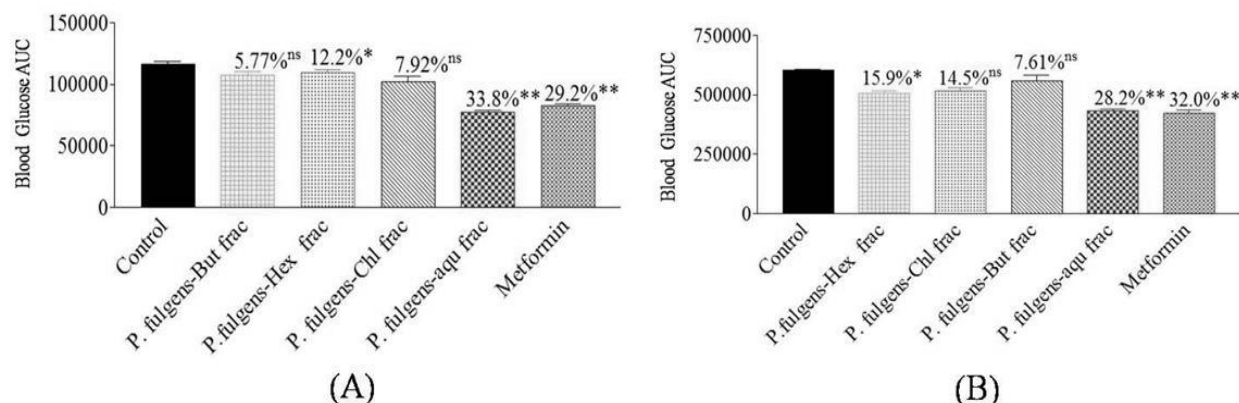 150000
100000
50000
0
Blood Glucose AUC
5.77%ns
12.2%*
7.92%ns
33.8%**
29.2%**
Control
P. fulgens-But frac
P.fulgens-Hex frac
P. fulgens-Chl frac
P. fulgens-aqu frac
Metformin
(A)
750000
500000
250000
0
Blood Glucose AUC
15.9%*
14.5%ns
7.61%ns
28.2%**
32.0%**
Control
P.fulgens-Hex frac
P. fulgens-Chl frac
P. fulgens-But frac
P. fulgens-aqu frac
Metformin
(B)